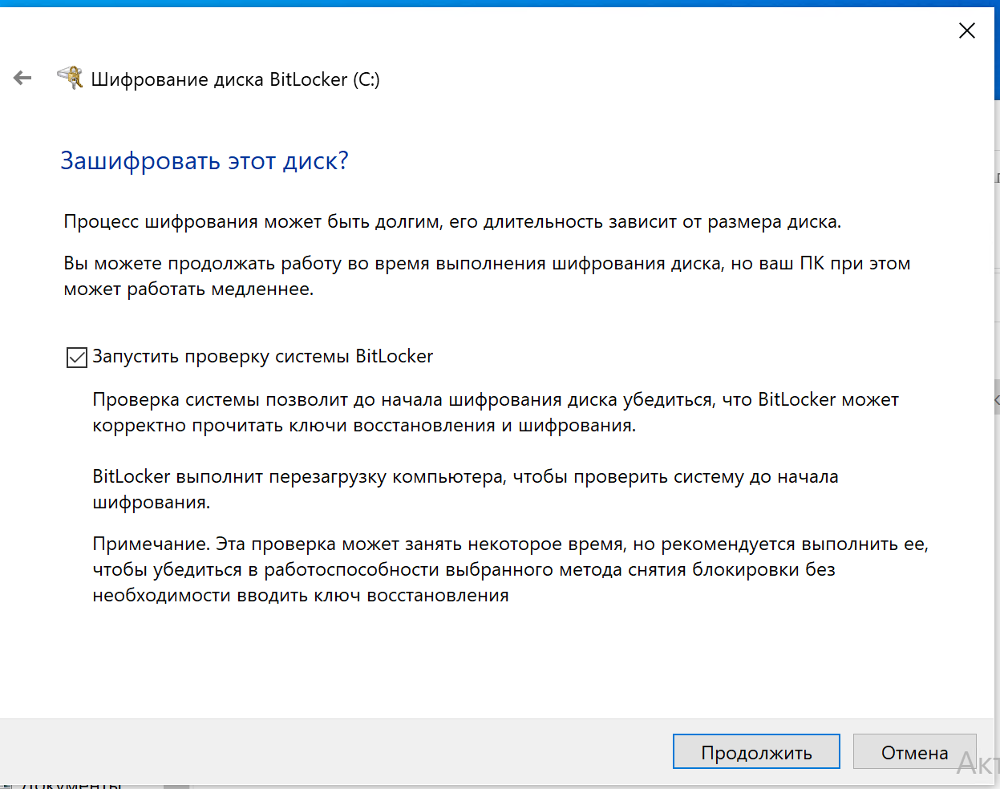 Шифрование диска BitLocker (C:)
Зашифровать этот диск?
Процесс шифрования может быть долгим, его длительность зависит от размера диска.
Вы можете продолжать работу во время выполнения шифрования диска, но ваш ПК при этом
может работать медленнее.
Запустить проверку системы BitLocker
Проверка системы позволит до начала шифрования диска убедиться, что BitLocker может
корректно прочитать ключи восстановления и шифрования.
BitLocker выполнит перезагрузку компьютера, чтобы проверить систему до начала
шифрования.
Примечание. Эта проверка может занять некоторое время, но рекомендуется выполнить ее,
чтобы убедиться в работоспособности выбранного метода снятия блокировки без
необходимости вводить ключ восстановления
Продолжить
Отмена
Документы